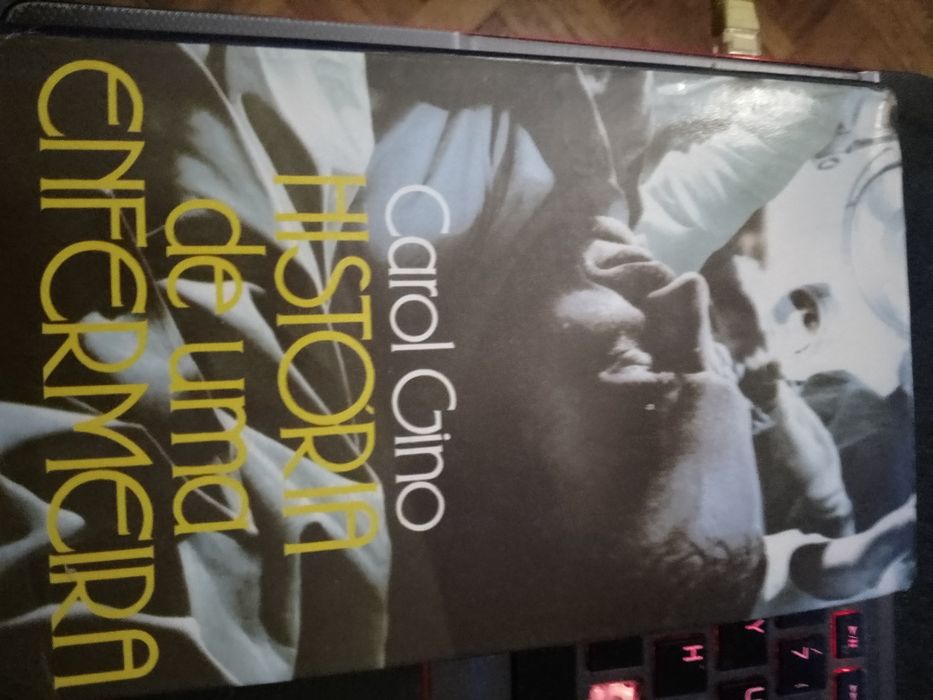 carol Gino
HISTÓRIA
de uma
ENFERMEIRA
Y
H
U